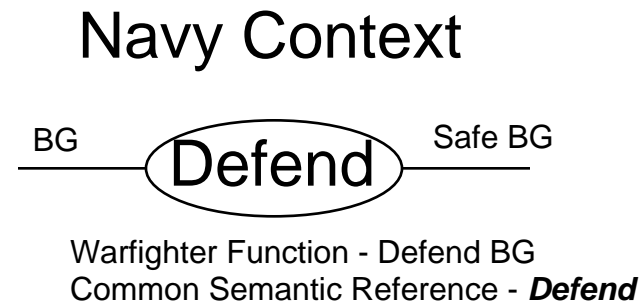 Navy Context
BG
Defend
Safe BG
Warfighter Function - Defend BG
Common Semantic Reference - Defend